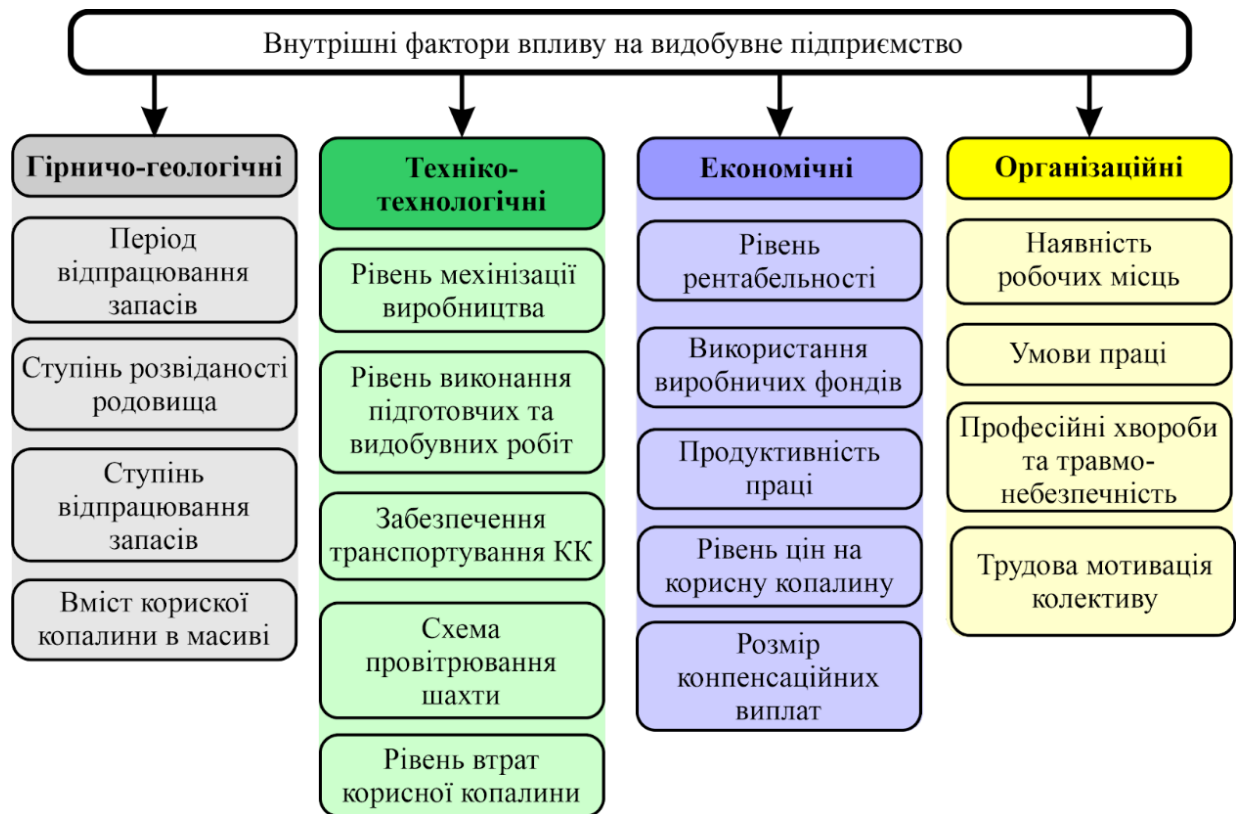 Внутрішні фактори впливу на видобувне підприємство
Гірничо-геологічні
Період
відпрацювання
запасів
Ступінь розвіданості
родовища
Ступінь
відпрацювання
запасів
Вміст корискої
копалини в масиві
Техніко-
технологічні
Рівень мехінізації
виробництва
Рівень виконання
підготовчих та
видобувних робіт
Забезпечення
транспортування КК
Схема
провітрювання
шахти
Рівень втрат
корисної копалини
Економічні
Рівень
рентабельності
Використання
виробничих фондів
Продуктивність
праці
Рівень цін на
корисну копалину
Розмір
конпенсаційних
виплат
Організаційні
Наявність
робочих місць
Умови праці
Професійні хвороби
та травмо-
небезпечність
Трудова мотивація
колективу